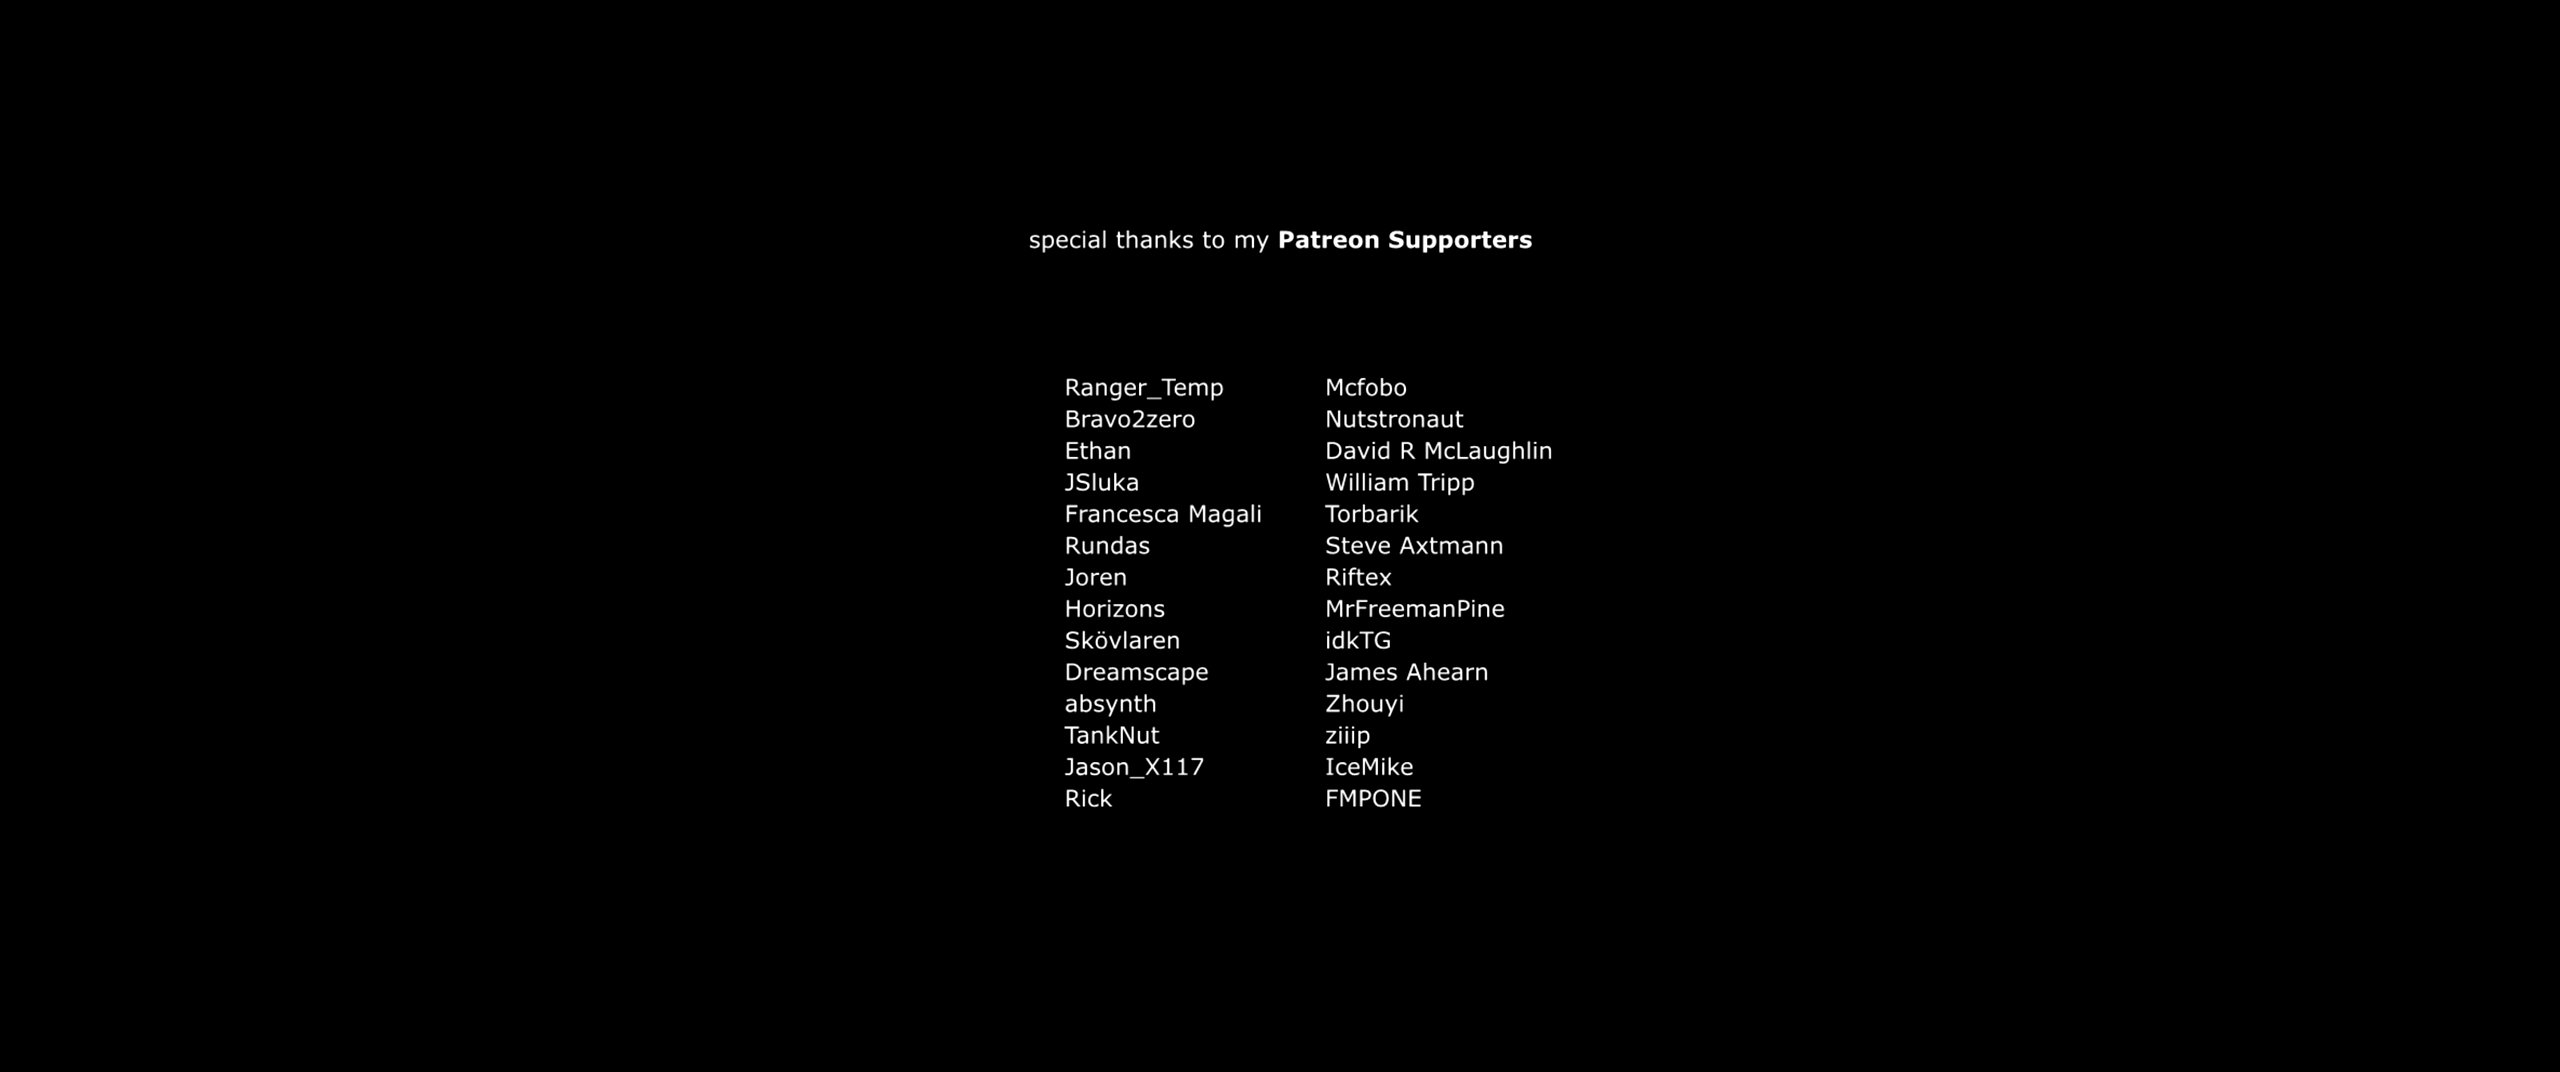 special thanks to my Patreon Supporters
Ranger_Temp
Bravo2zero
Ethan
JSluka
Francesca Magali
Rundas
Joren
Horizons
Skövlaren
Dreamscape
absynth
TankNut
Jason_X117
Rick
Mcfobo
Nutstronaut
David R McLaughlin
William Tripp
Torbarik
Steve Axtmann
Riftex
MrFreemanPine
idkTG
James Ahearn
Zhouyi
ziiip
IceMike
FMPONE